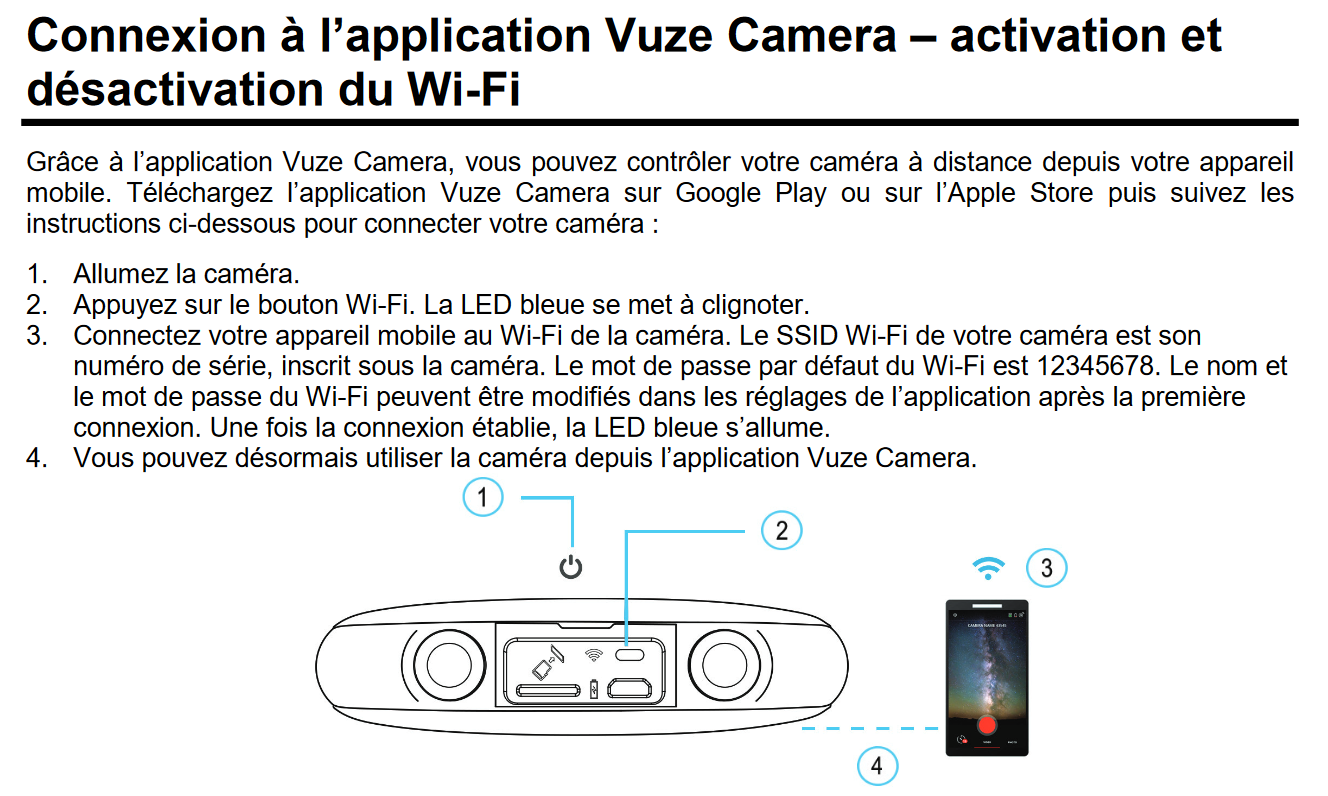 Connexion à l’application Vuze Camera – activation et
désactivation du Wi-Fi
Grâce à l’application Vuze Camera, vous pouvez contrôler votre caméra à distance depuis votre appareil
mobile. Téléchargez l’application Vuze Camera sur Google Play ou sur l’Apple Store puis suivez les
instructions ci-dessous pour connecter votre caméra :
1. Allumez la caméra.
2. Appuyez sur le bouton Wi-Fi. La LED bleue se met à clignoter.
3. Connectez votre appareil mobile au Wi-Fi de la caméra. Le SSID Wi-Fi de votre caméra est son
numéro de série, inscrit sous la caméra. Le mot de passe par défaut du Wi-Fi est 12345678. Le nom et
le mot de passe du Wi-Fi peuvent être modifiés dans les réglages de l’application après la première
connexion. Une fois la connexion établie, la LED bleue s’allume.
4. Vous pouvez désormais utiliser la caméra depuis l’application Vuze Camera.
1
2
3
CAMERA NAME
4